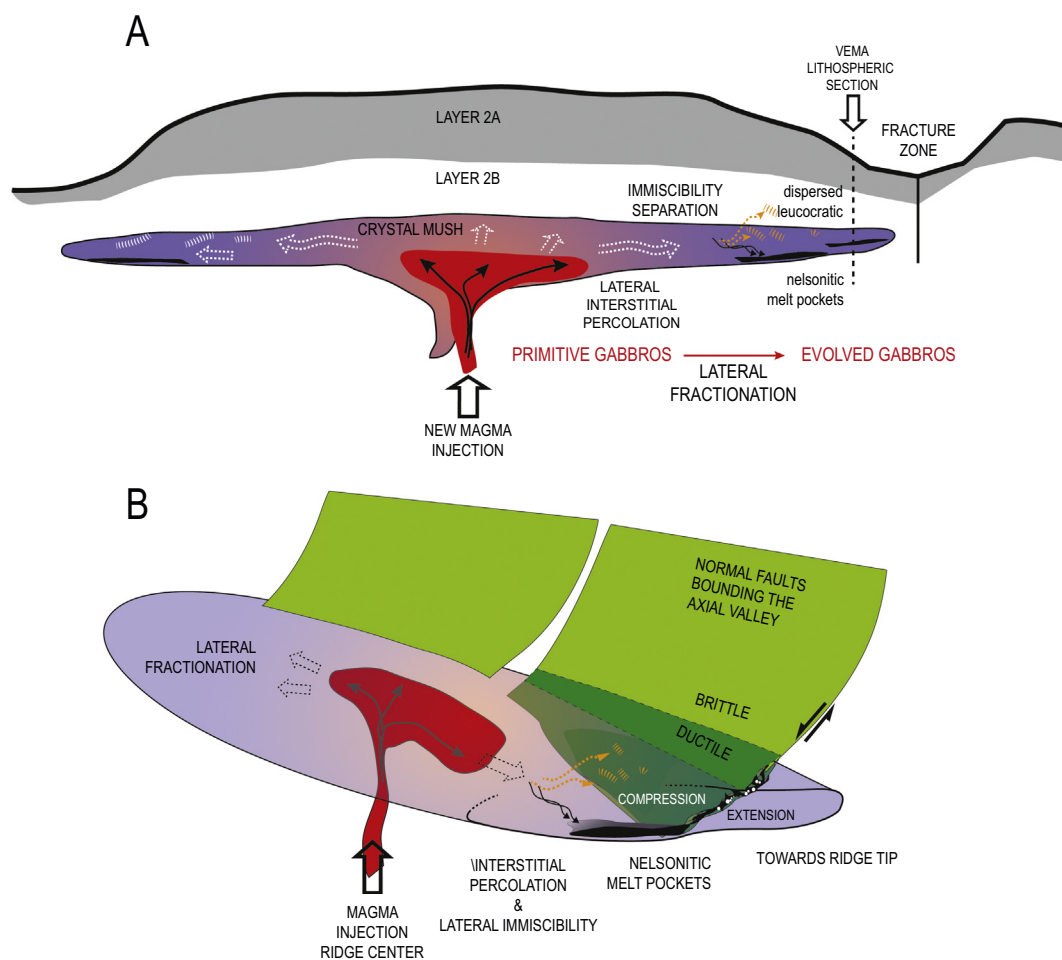 A
VEMA
LITHOSPHERIC
SECTION
FRACTURE
ZONE
LAYER 2A
LAYER 2B
IMMISCIBILITY
SEPARATION
dispersed
leucocratic
CRYSTAL MUSH
nelsonitic
melt pockets
LATERAL
INTERSTITIAL
PERCOLATION
PRIMITIVE GABBROS
EVOLVED GABBROS
LATERAL
FRACTIONATION
NEW MAGMA
INJECTION
B
NORMAL FAULTS
BOUNDING THE
AXIAL VALLEY
LATERAL
FRACTIONATION
BRITTLE
DUCTILE
COMPRESSION
EXTENSION
TOWARDS RIDGE TIP
NELSONITIC
MELT POCKETS
\INTERSTITIAL
PERCOLATION
&
LATERAL IMMISCIBILITY
MAGMA
INJECTION
RIDGE CENTER